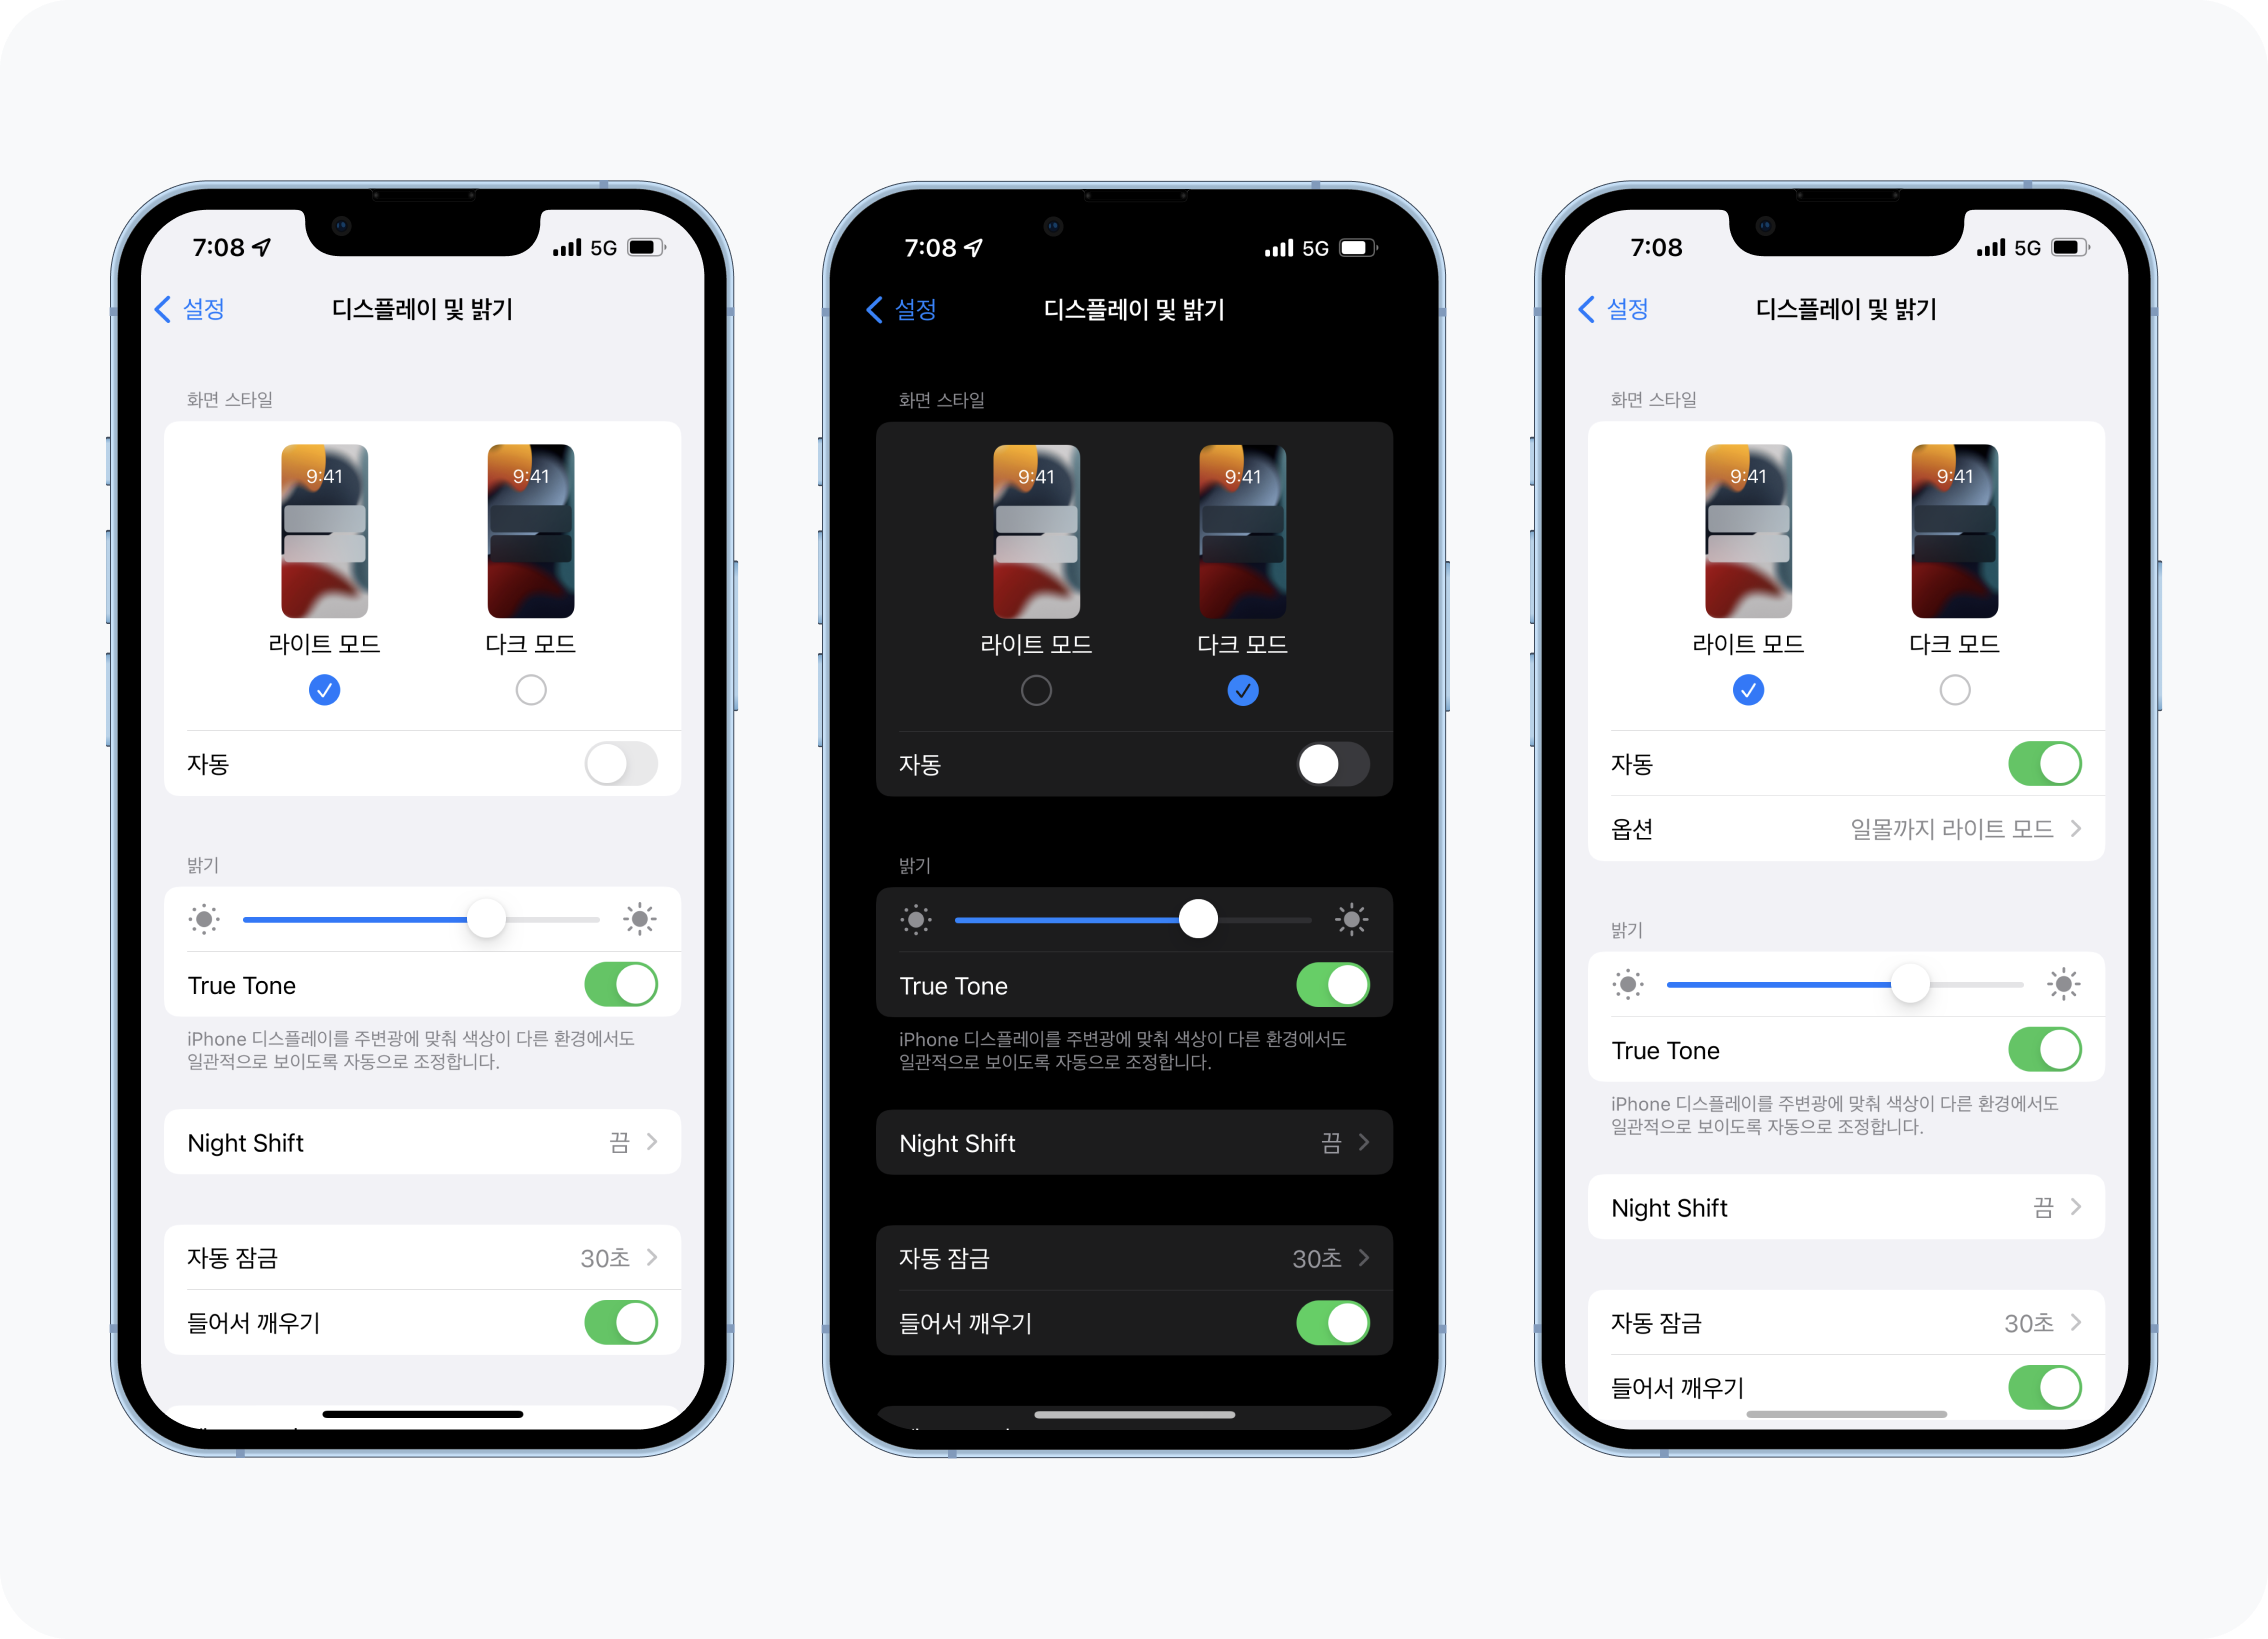 7:08
5G
설정
디스플레이 및 밝기
화면 스타일
9:41
9:41
라이트 모드
다크 모드
자동
밝기
True Tone
iPhone 디스플레이를 주변광에 맞춰 색상이 다른 환경에서도
일관적으로 보이도록 자동으로 조정합니다.
Night Shift 끔
자동 잠금 30초
들어서 깨우기
7:08
5G
설정
디스플레이 및 밝기
화면 스타일
9:41
9:41
라이트 모드
다크 모드
자동
밝기
True Tone
iPhone 디스플레이를 주변광에 맞춰 색상이 다른 환경에서도
일관적으로 보이도록 자동으로 조정합니다.
Night Shift 끔
자동 잠금 30초
들어서 깨우기
7:08
5G
설정
디스플레이 및 밝기
화면 스타일
9:41
9:41
라이트 모드
다크 모드
자동
옵션 일몰까지 라이트 모드
밝기
True Tone
iPhone 디스플레이를 주변광에 맞춰 색상이 다른 환경에서도
일관적으로 보이도록 자동으로 조정합니다.
Night Shift 끔
자동 잠금 30초
들어서 깨우기